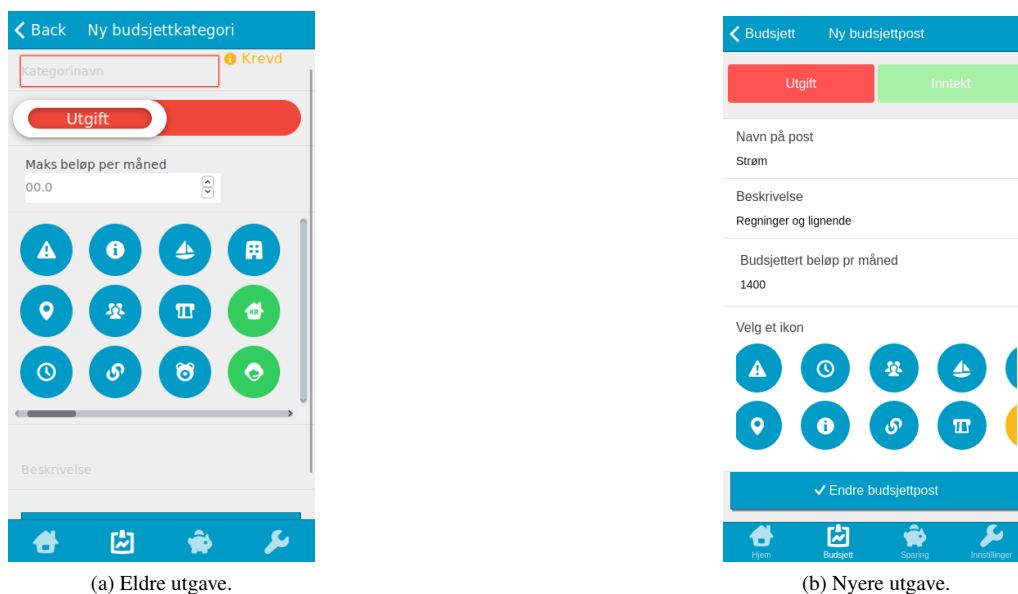 Back Ny budsjettkategori
Kategorinavn
Krevd
Utgift
Maks beløp per måned
00.0
HR
Beskrivelse
(a) Eldre utgave.
Budsjett Ny budsjettpost
Utgift Inntekt
Navn på post
Strøm
Beskrivelse
Regninger og lignende
Budsjettert beløp pr måned
1400
Velg et ikon
Endre budsjettpost
Hjem Budsjett Sparing Innstillinger
(b) Nyere utgave.